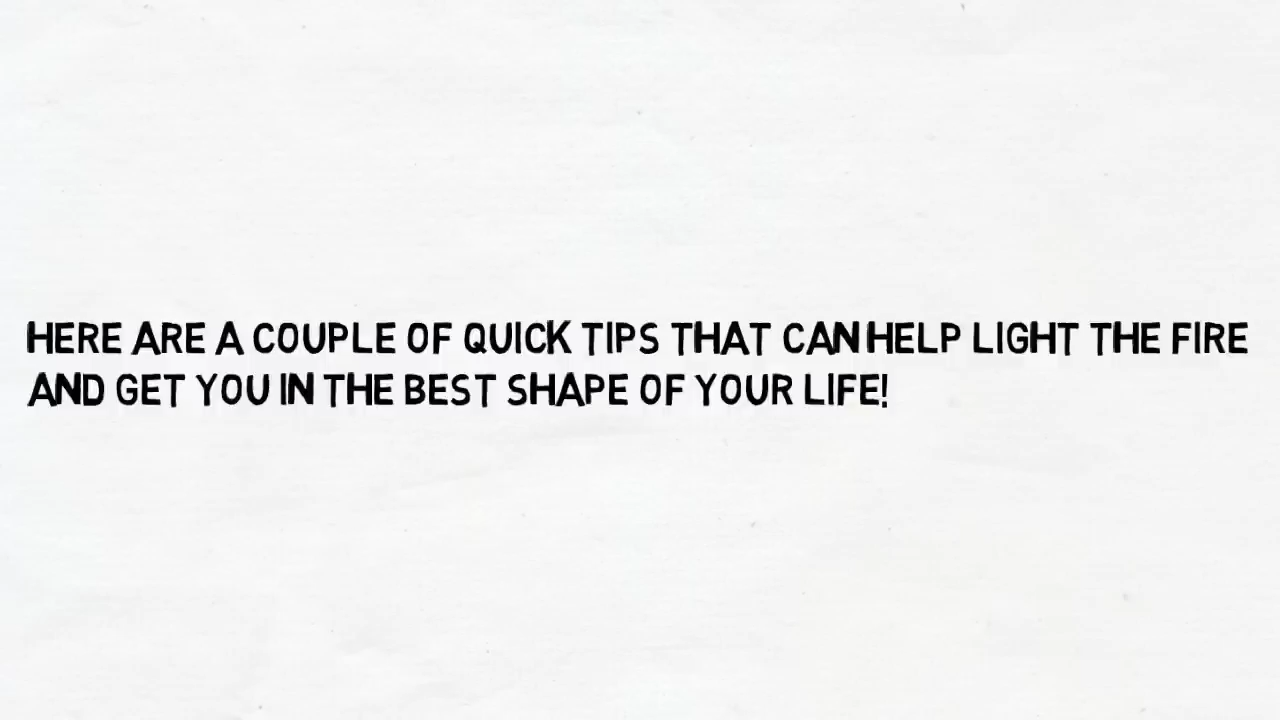 HERE ARE A COUPLE OF QUICK TIPS THAT CAN HELP LIGHT THE FIRE
AND GET YOU IN THE BEST SHAPE OF YOUR LIFE!